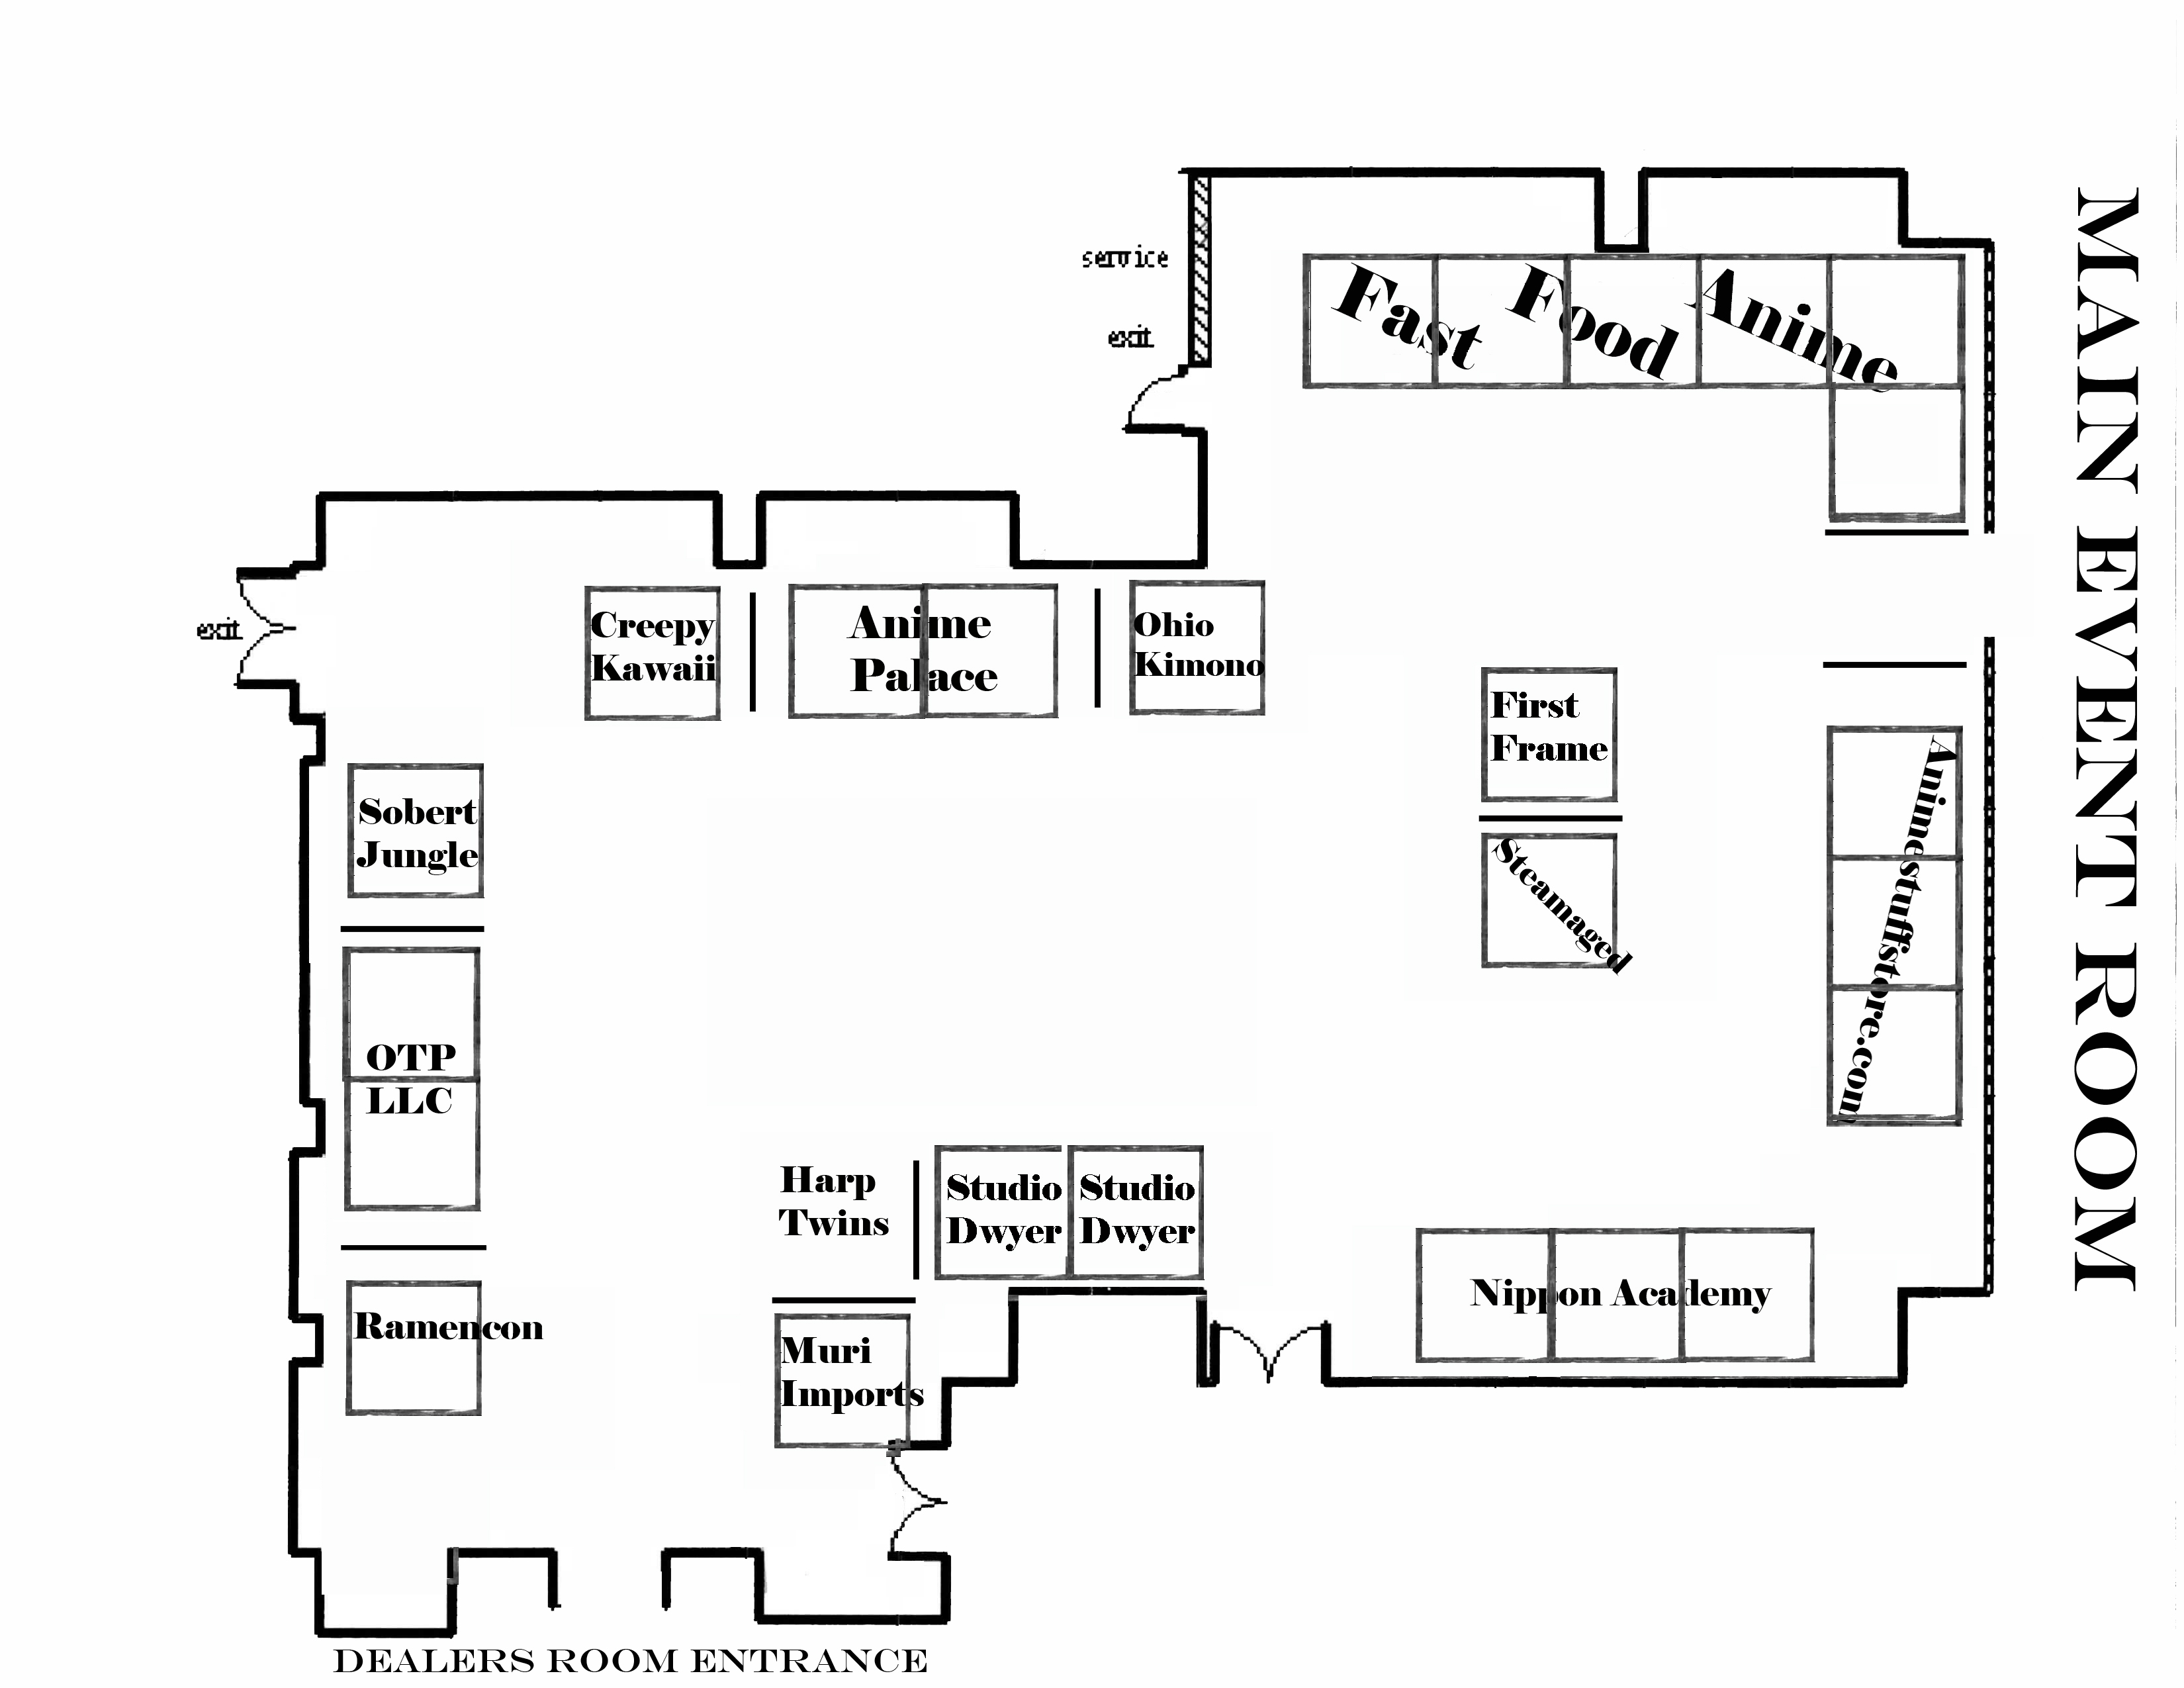 service
exit
Fast Food Anime
MAIN EVENT ROOM
exit
Creepy
Kawaii
Anime
Palace
Ohio
Kimono
First
Frame
Sobert
Jungle
Steamaged
Animestuffstore.com
OTP
LLC
Harp
Twins
Studio
Dwyer
Studio
Dwyer
Nippon Academy
Ramencon
Muri
Imports
DEALERS ROOM ENTRANCE